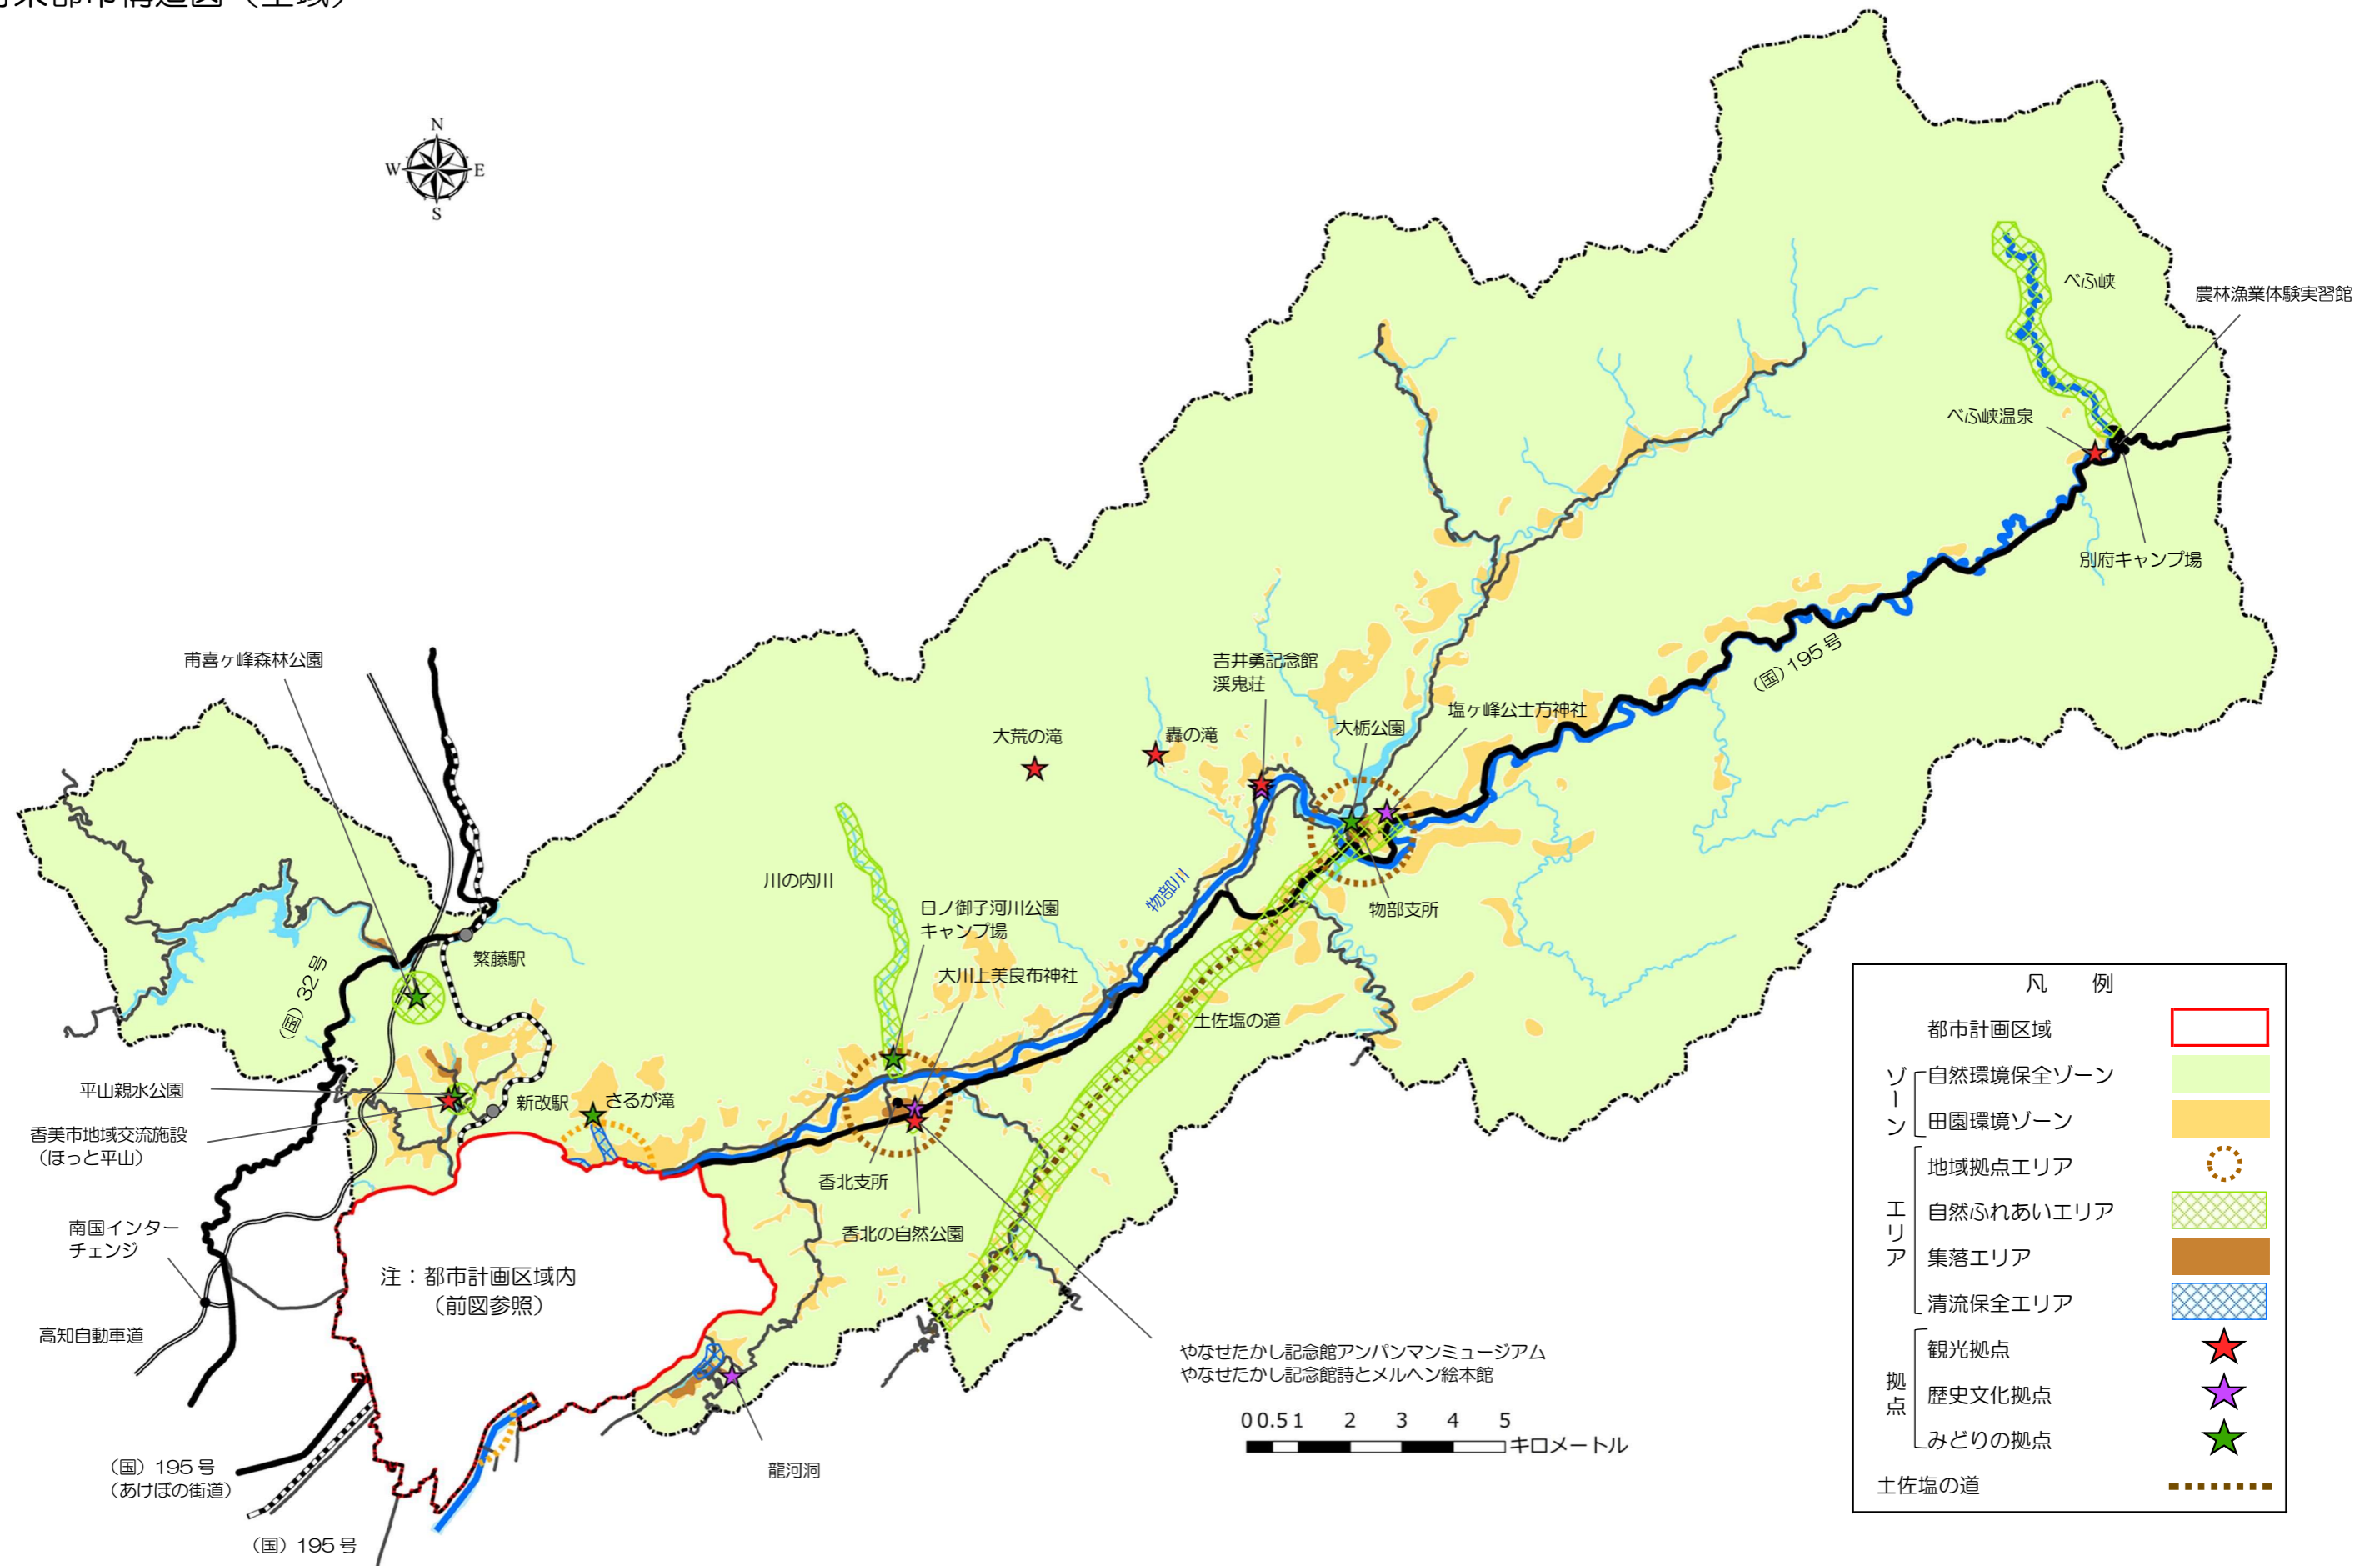 N
W
E
S
べふ峡
農林漁業体験実習館
べふ峡温泉
別府キャンプ場
(国)195号
甫喜ヶ峰森林公園
吉井勇記念館
渓鬼荘
塩ヶ峰公士方神社
大栃公園
大荒の滝
轟の滝
川の内川
物部川
物部支所
日ノ御子河川公園
キャンプ場
大川上美良布神社
繁藤駅
(国)32号
土佐塩の道
平山親水公園
新改駅
さるが滝
香美市地域交流施設
（ほっと平山）
香北支所
香北の自然公園
南国インター
チェンジ
注：都市計画区域内
（前図参照）
高知自動車道
やなせたかし記念館アンパンマンミュージアム
やなせたかし記念館詩とメルヘン絵本館
0 0.5 1 2 3 4 5
キロメートル
龍河洞
（国）195号
（あけぼの街道）
（国）195号
凡　例
都市計画区域
ゾーン
自然環境保全ゾーン
田園環境ゾーン
エリア
地域拠点エリア
自然ふれあいエリア
集落エリア
清流保全エリア
拠点
観光拠点
歴史文化拠点
みどりの拠点
土佐塩の道